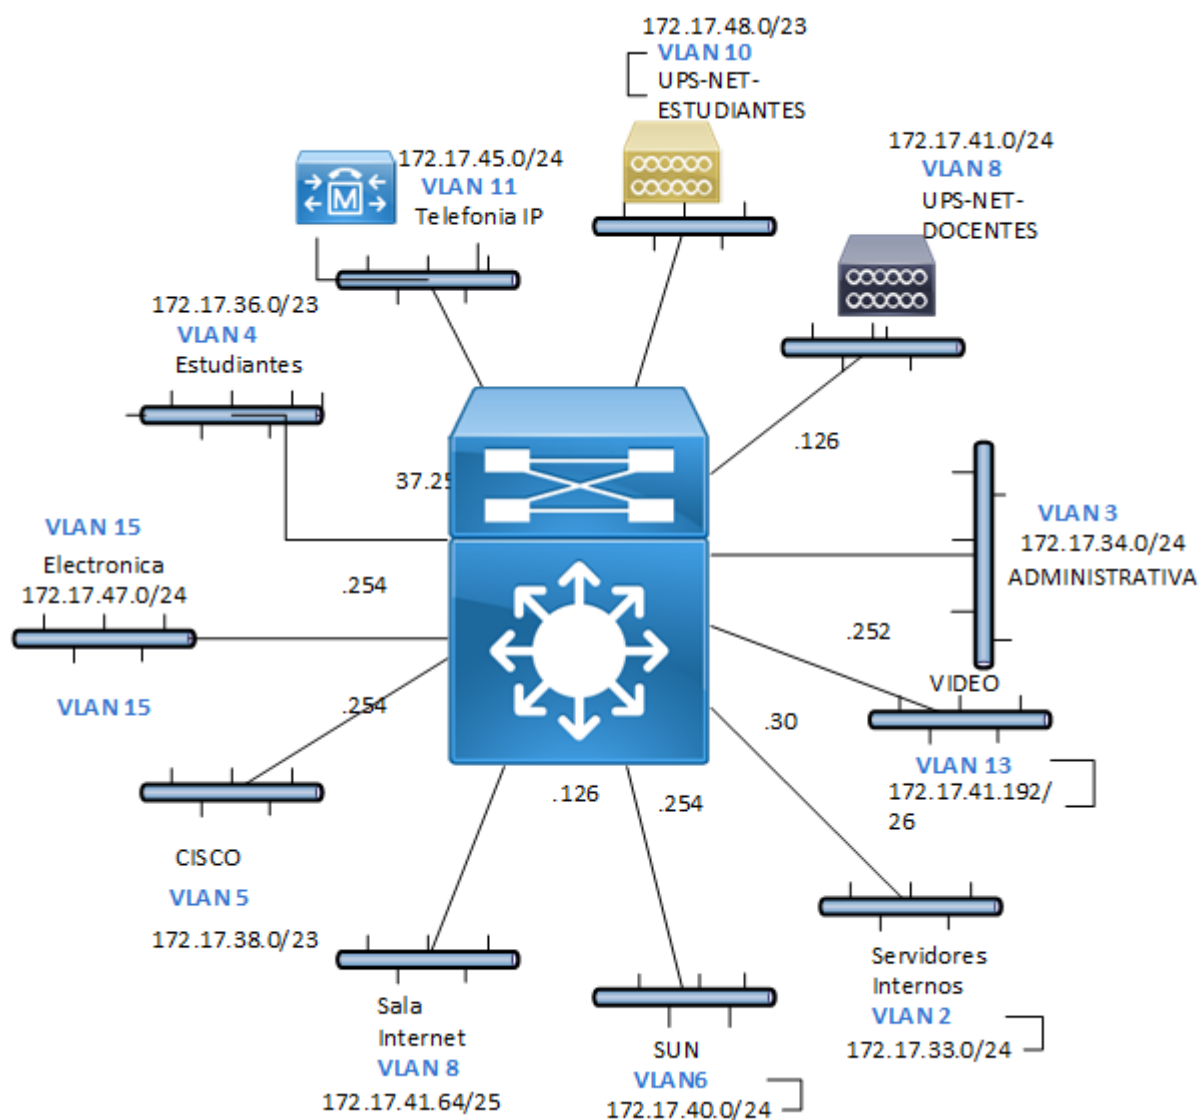 172.17.48.0/23
VLAN 10
UPS-NET-
ESTUDIANTES
172.17.41.0/24
VLAN 8
UPS-NET-
DOCENTES
172.17.45.0/24
VLAN 11
Telefonia IP
M
172.17.36.0/23
VLAN 4
Estudiantes
.126
37.25
VLAN 3
172.17.34.0/24
ADMINISTRATIVA
VLAN 15
Electronica
172.17.47.0/24
.254
.252
VIDEO
VLAN 15
.254
.30
VLAN 13
172.17.41.192/
26
.126
.254
CISCO
VLAN 5
172.17.38.0/23
Servidores
Internos
VLAN 2
172.17.33.0/24
Sala
Internet
VLAN 8
172.17.41.64/25
SUN
VLAN6
172.17.40.0/24